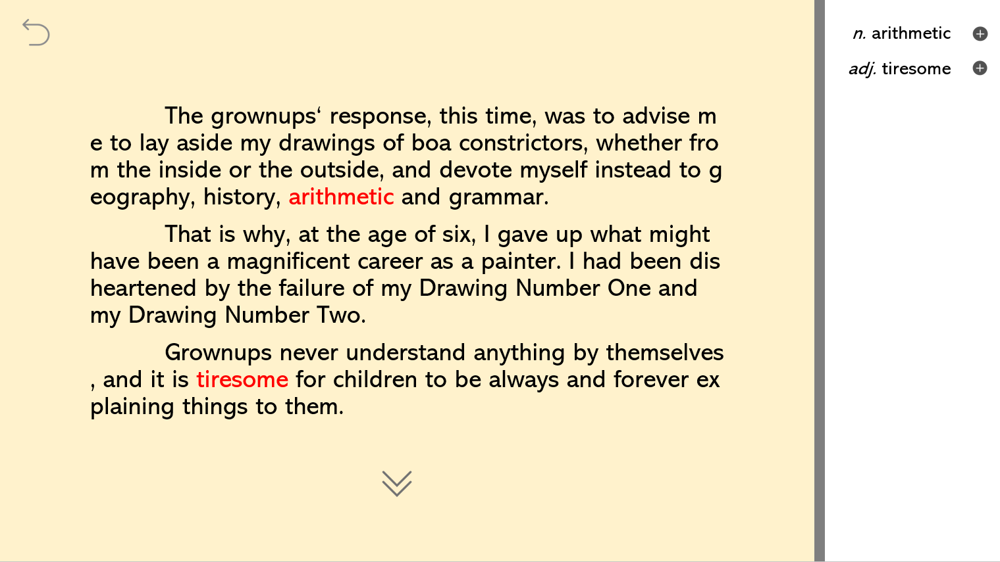 The grownups‘ response, this time, was to advise m
e to lay aside my drawings of boa constrictors, whether fro
m the inside or the outside, and devote myself instead to g
eography, history, arithmetic and grammar.
That is why, at the age of six, I gave up what might
have been a magnificent career as a painter. I had been dis
heartened by the failure of my Drawing Number One and
my Drawing Number Two.
Grownups never understand anything by themselves
, and it is tiresome for children to be always and forever ex
plaining things to them.
n. arithmetic
adj. tiresome